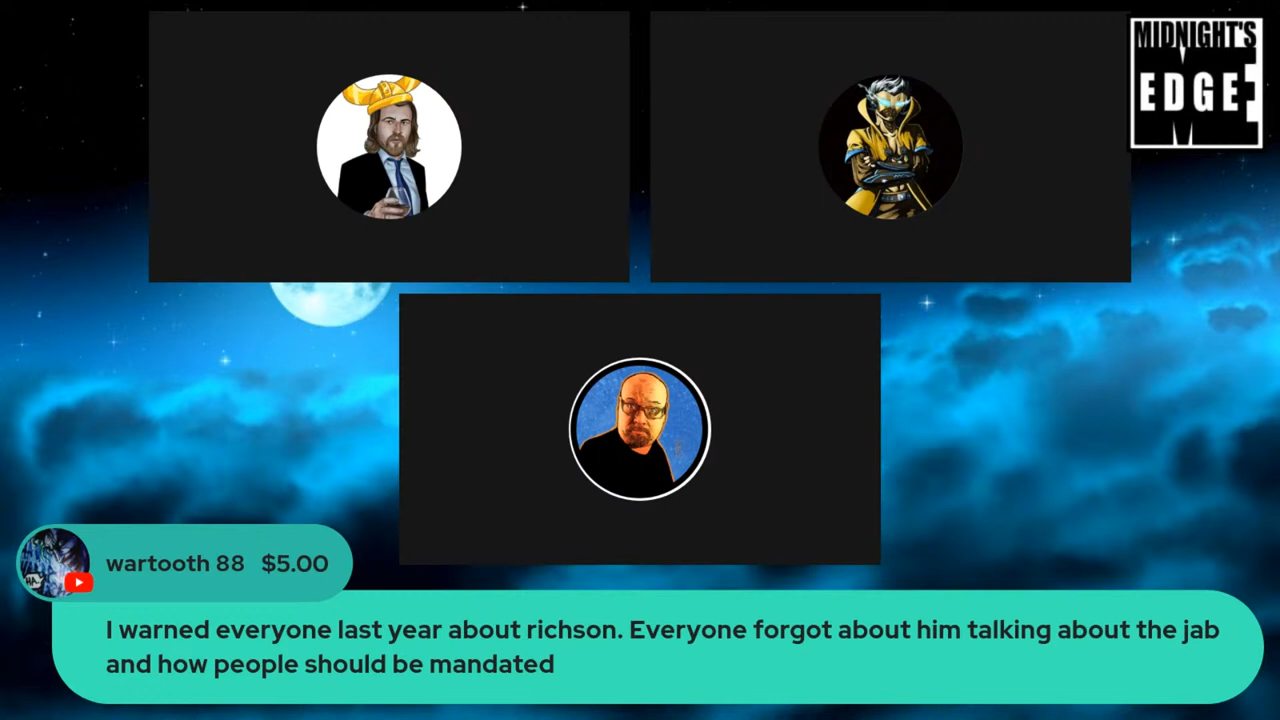 MIDNIGHT'S
EDGE
wartooth 88 $5.00
I warned everyone last year about richson. Everyone forgot about him talking about the jab
and how people should be mandated